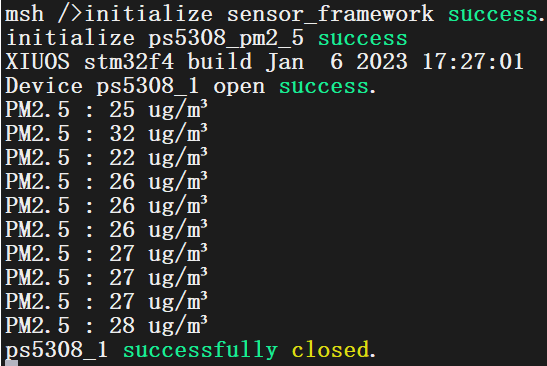 msh />initialize sensor_framework success.
initialize ps5308_pm2_5 success
XIUOS stm32f4 build Jan  6 2023 17:27:01
Device ps5308_1 open success.
PM2.5 : 25 ug/m³
PM2.5 : 32 ug/m³
PM2.5 : 22 ug/m³
PM2.5 : 26 ug/m³
PM2.5 : 26 ug/m³
PM2.5 : 26 ug/m³
PM2.5 : 27 ug/m³
PM2.5 : 27 ug/m³
PM2.5 : 27 ug/m³
PM2.5 : 28 ug/m³
ps5308_1 successfully closed.